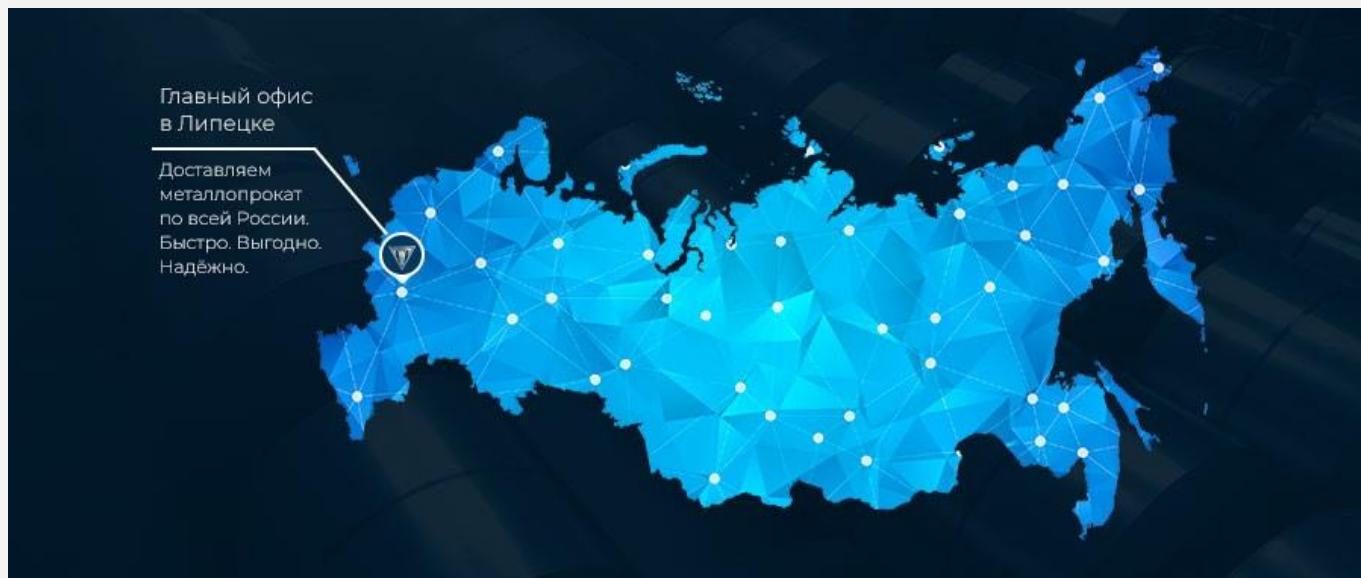 Главный офис
в Липецке
Доставляем
металлопрокат
по всей России.
Быстро. Выгодно.
Надёжно.